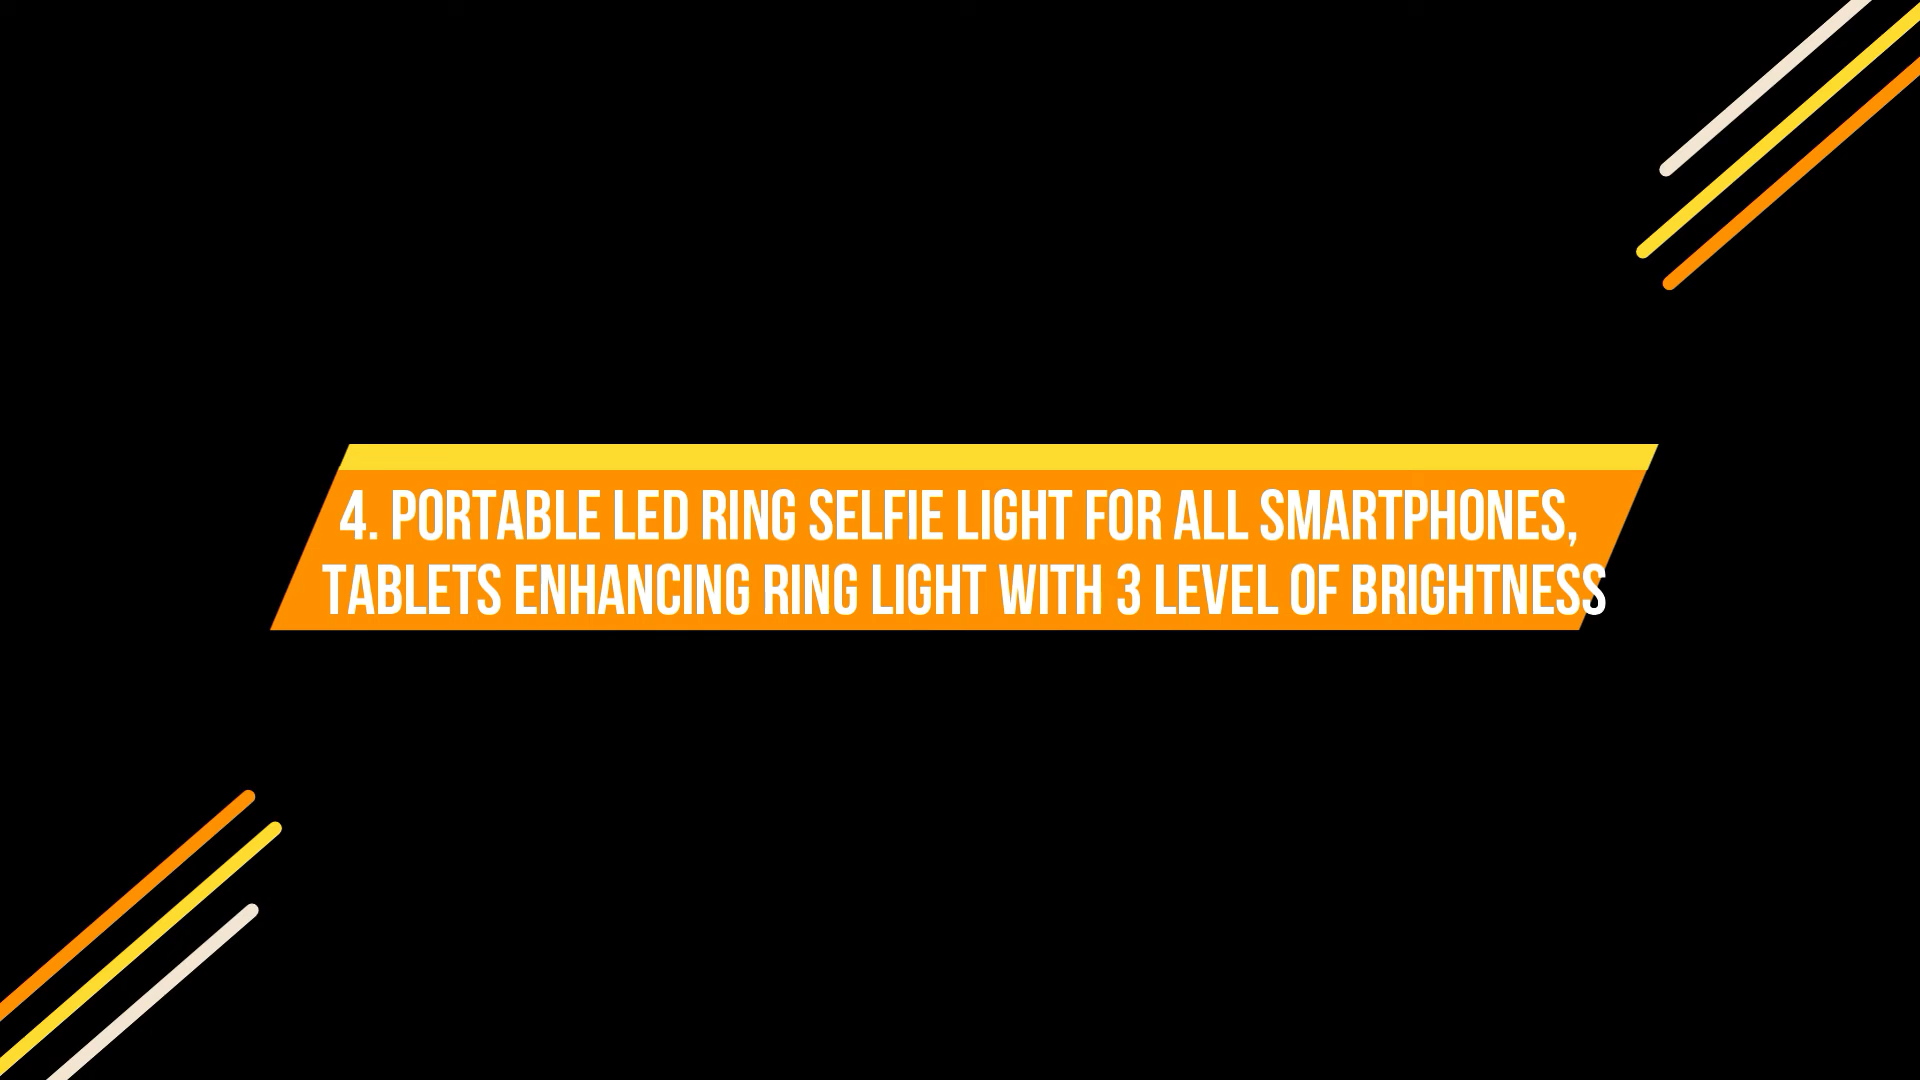 4. PORTABLE LED RING SELFIE LIGHT FOR ALL SMARTPHONES,
TABLETS ENHANCING RING LIGHT WITH 3 LEVEL OF BRIGHTNESS